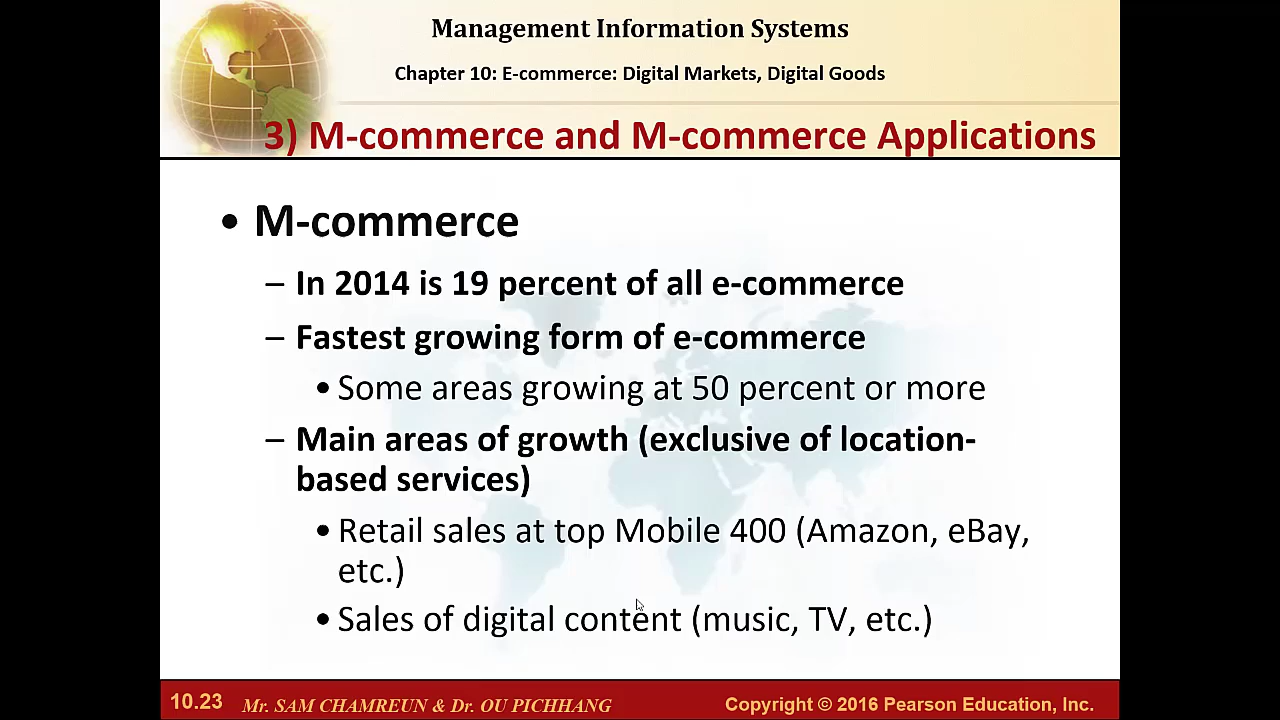 Management Information Systems
Chapter 10: E-commerce: Digital Markets, Digital Goods
3) M-commerce and M-commerce Applications
• M-commerce
– In 2014 is 19 percent of all e-commerce
– Fastest growing form of e-commerce
• Some areas growing at 50 percent or more
– Main areas of growth (exclusive of location-
based services)
• Retail sales at top Mobile 400 (Amazon, eBay,
etc.)
• Sales of digital content (music, TV, etc.)
10.23 Mr. SAM CHAMREUN & Dr. OU PICHHANG Copyright © 2016 Pearson Education, Inc.